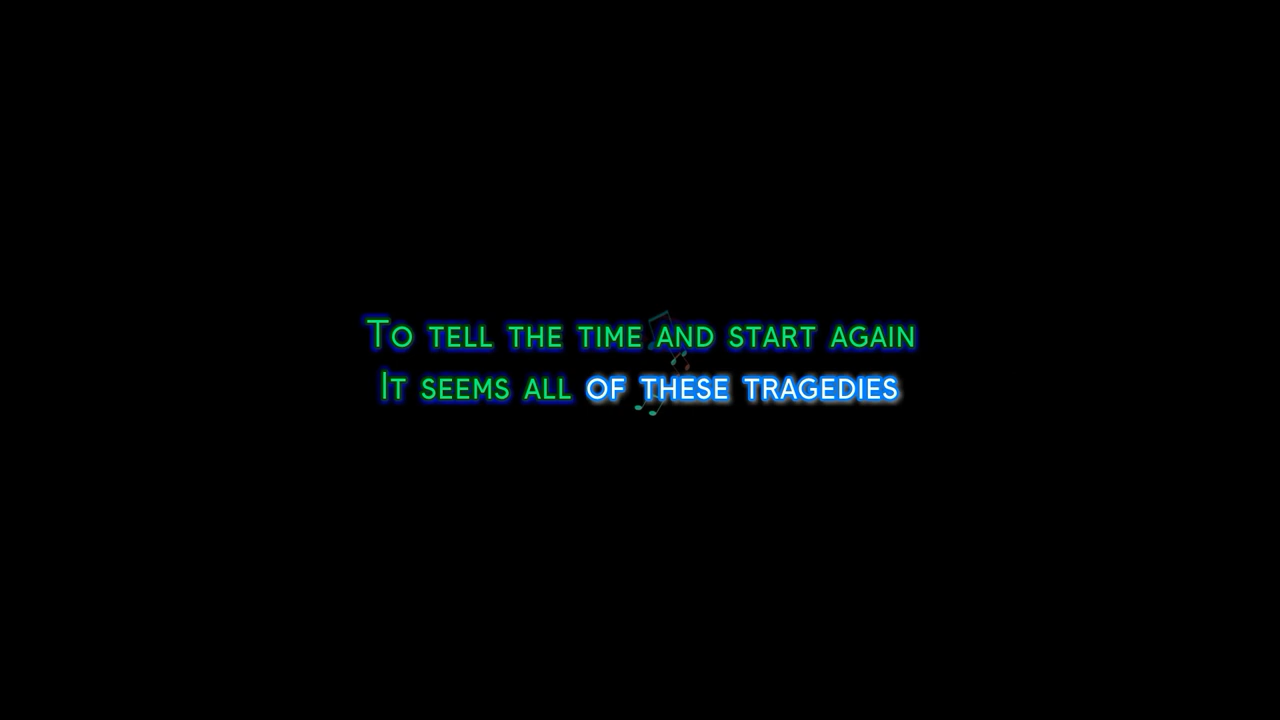 To tell the time and start again
It seems all of these tragedies